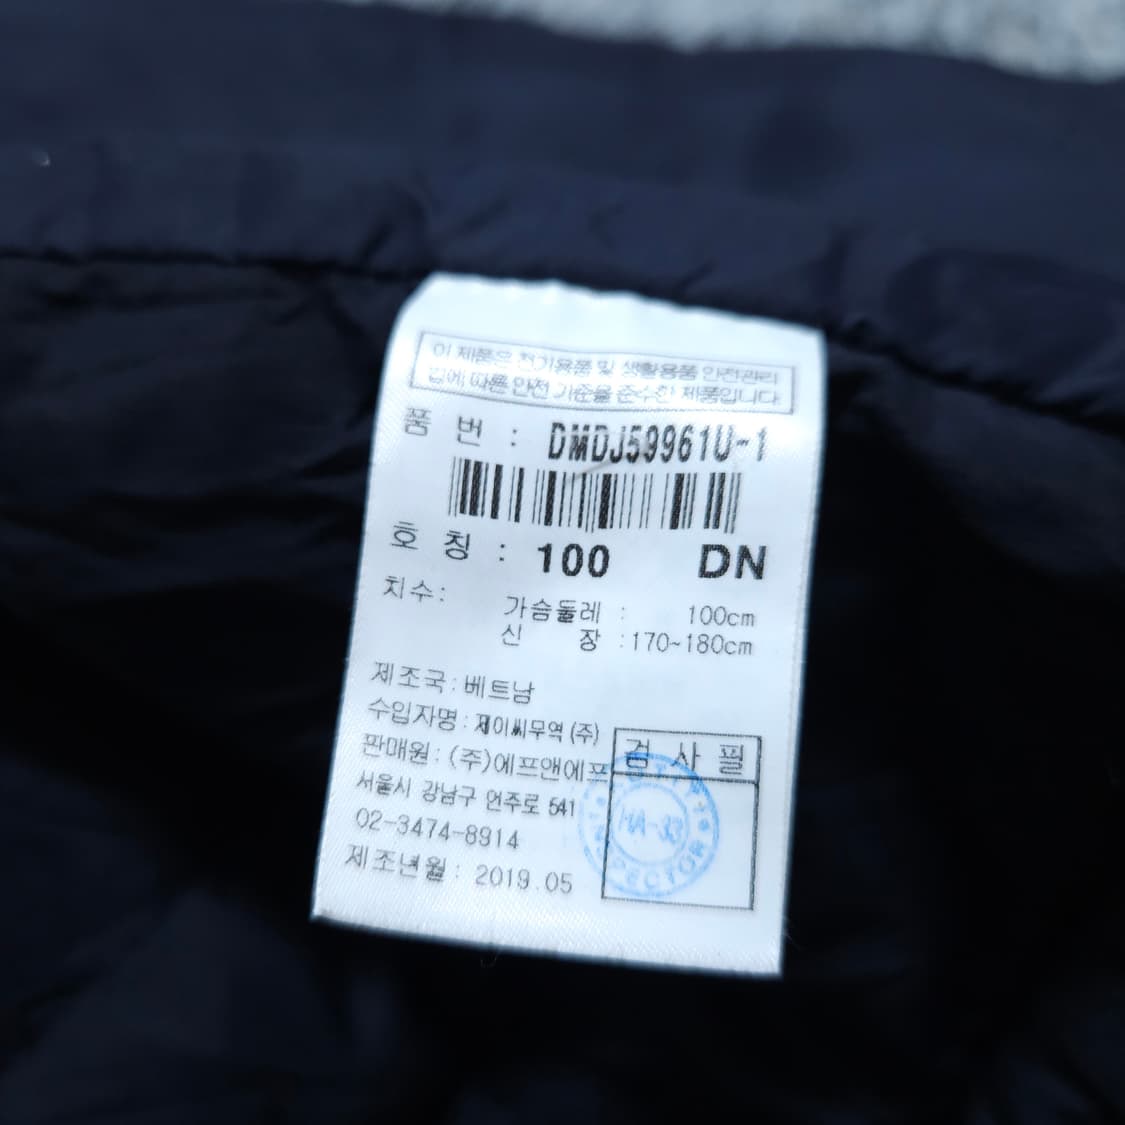 이 제품은 전기용품 및 생활용품 안전관리
법에 따른 안전 기준을 준수한 제품입니다.
품 번 : DMDJ59961U-1
호 칭 : 100 DN
치수: 가슴둘레 : 100cm
신 장 :170~180cm
제조국:베트남
수입자명:제이씨무역(주)
판매원:(주)에프앤에프
서울시 강남구 언주로 541
02-3474-8914
제조년월: 2019.05
검 사 필
HA-33
INSPECTOR